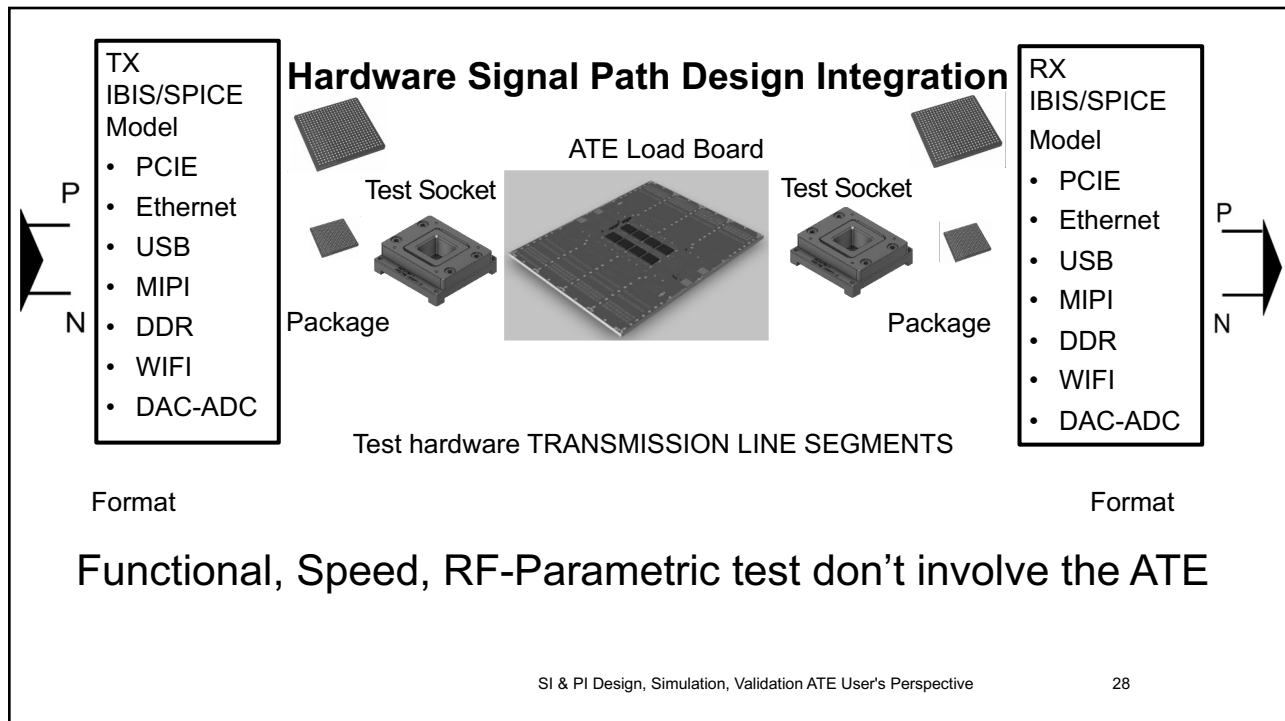 Hardware Signal Path Design Integration
TX
IBIS/SPICE
Model
• PCIE
• Ethernet
• USB
• MIPI
• DDR
• WIFI
• DAC-ADC
P
N
Test Socket
Package
ATE Load Board
Test Socket
Package
RX
IBIS/SPICE
Model
• PCIE
• Ethernet
• USB
• MIPI
• DDR
• WIFI
• DAC-ADC
P
N
Test hardware TRANSMISSION LINE SEGMENTS
Format
Format
Functional, Speed, RF-Parametric test don’t involve the ATE
SI & PI Design, Simulation, Validation ATE User's Perspective
28